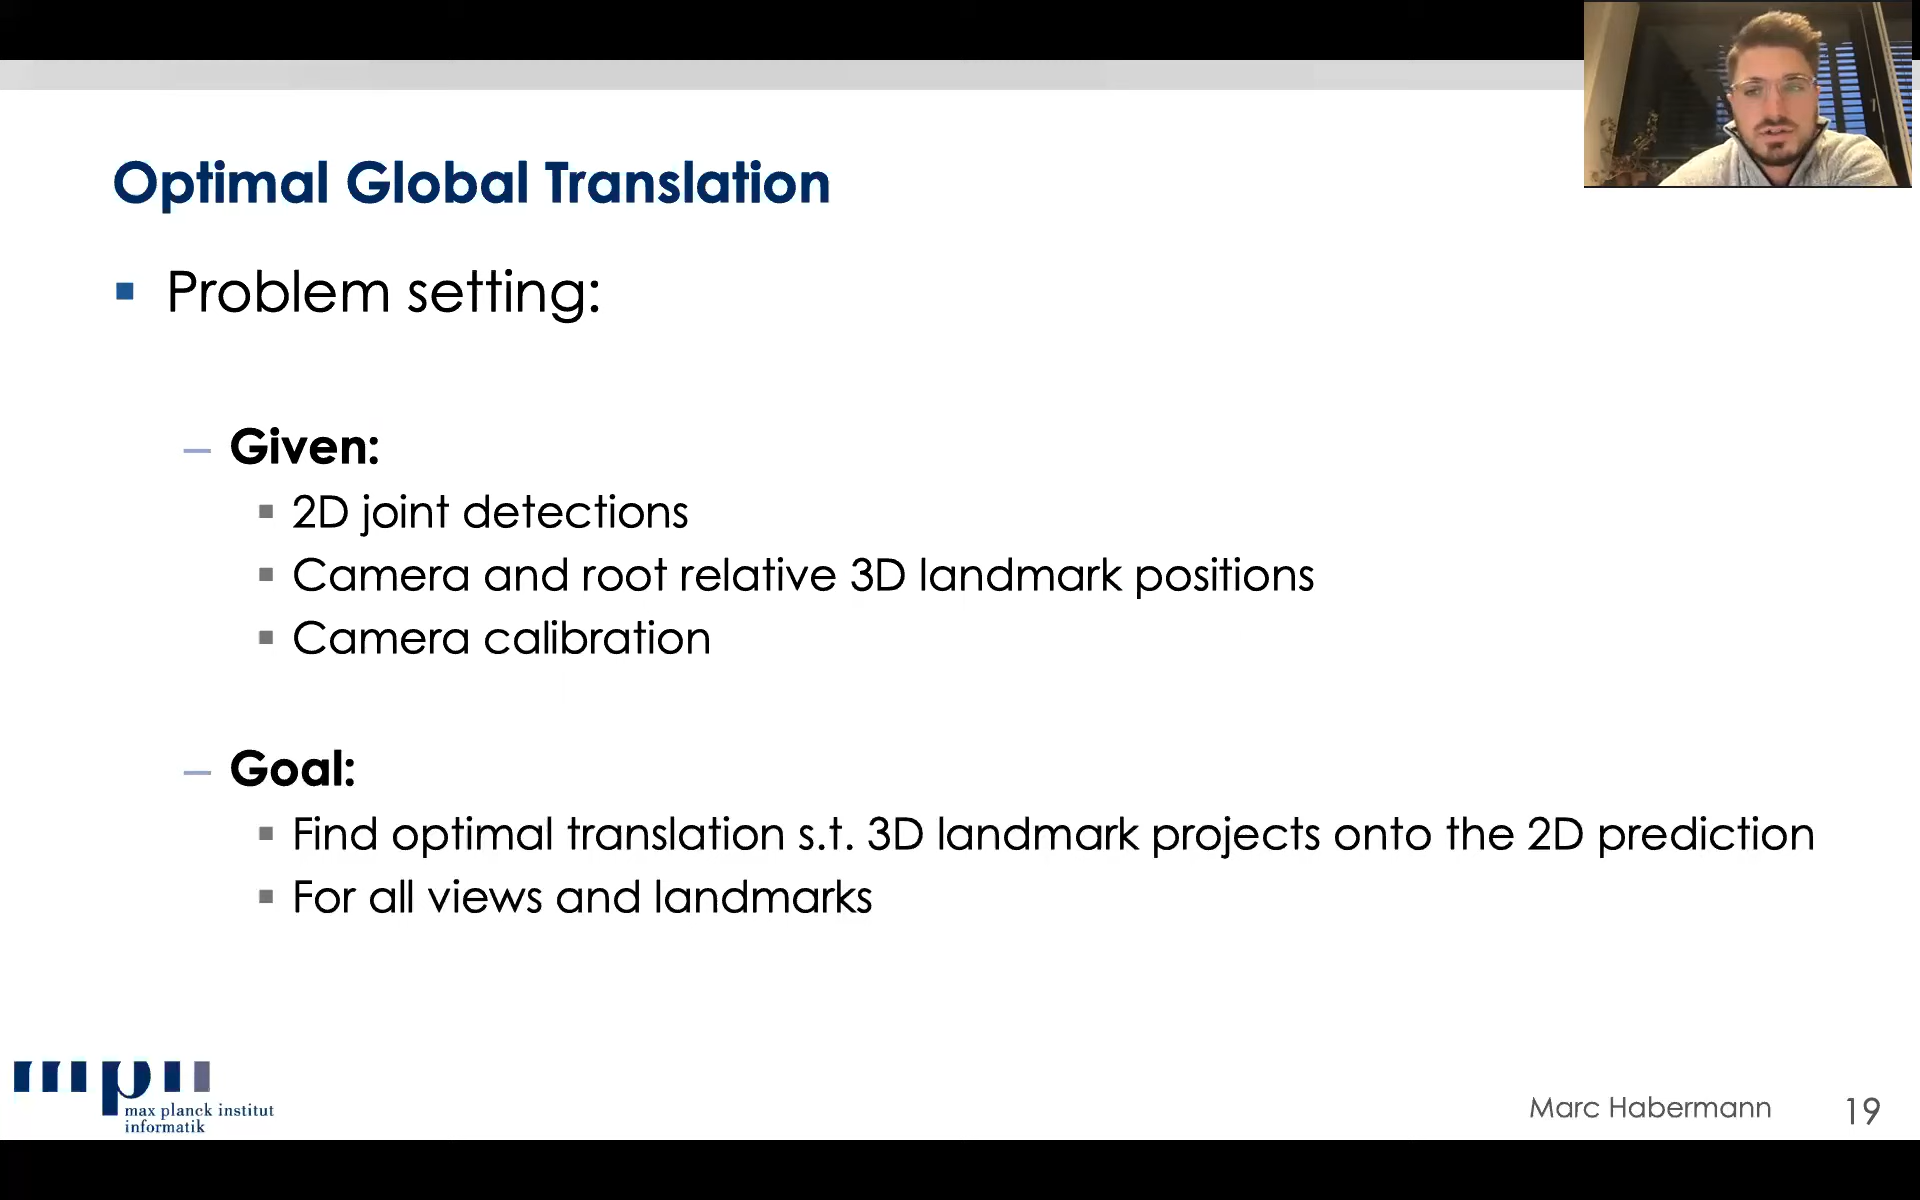 Optimal Global Translation
▪ Problem setting:
– Given:
▪ 2D joint detections
▪ Camera and root relative 3D landmark positions
▪ Camera calibration
– Goal:
▪ Find optimal translation s.t. 3D landmark projects onto the 2D prediction
▪ For all views and landmarks
mpii
max planck institut
informatik
Marc Habermann
19